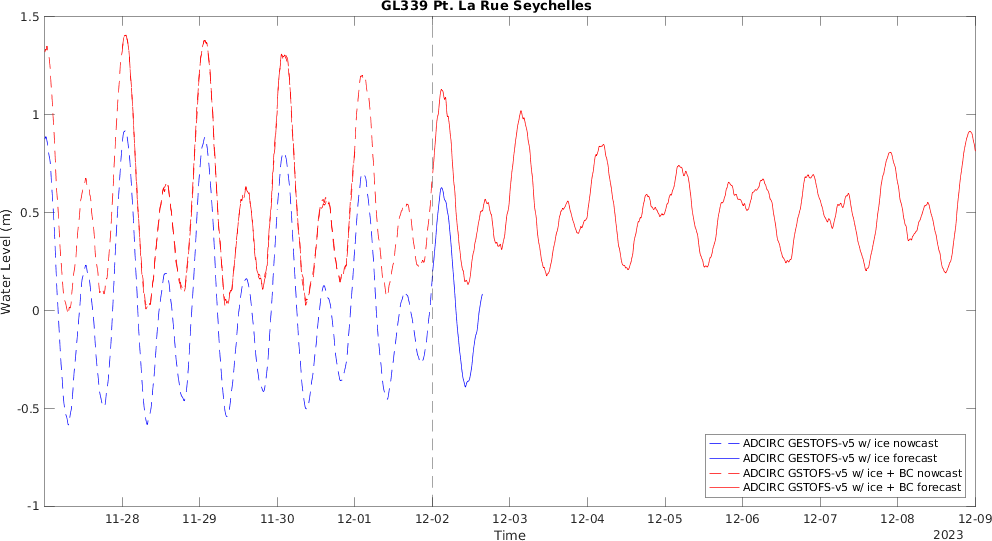 GL339 Pt. La Rue Seychelles
1.5
1
0.5
0
-0.5
-1
Water Level (m)
11-28 11-29 11-30 12-01 12-02 12-03 12-04 12-05 12-06 12-07 12-08 12-09
Time
2023
ADCIRC GESTOFS-v5 w/ ice nowcast
ADCIRC GESTOFS-v5 w/ ice forecast
ADCIRC GSTOFS-v5 w/ ice + BC nowcast
ADCIRC GSTOFS-v5 w/ ice + BC forecast